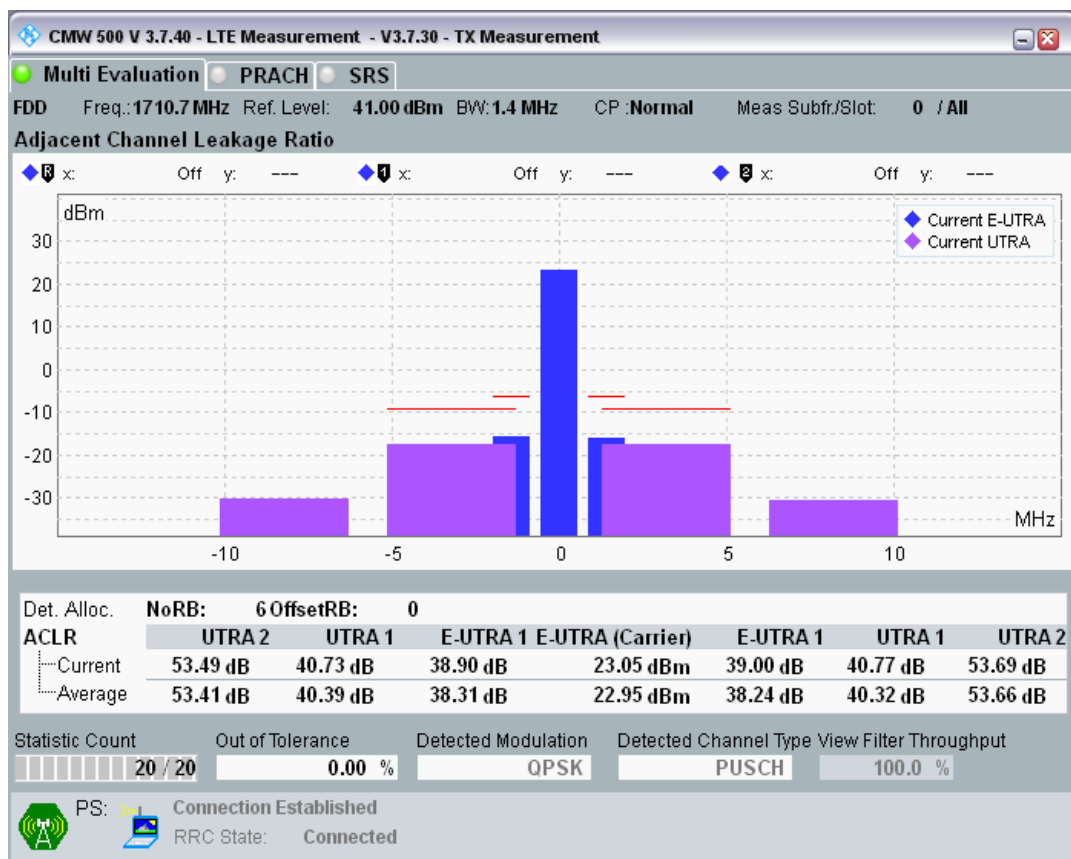 CMW 500 V 3.7.40 - LTE Measurement - V3.7.30 - TX Measurement
Multi Evaluation PRACH SRS
FDD Freq.: 1710.7 MHz Ref. Level: 41.00 dBm BW: 1.4 MHz CP : Normal Meas Subfr./Slot: 0 / All
Adjacent Channel Leakage Ratio
R x: Off y: --- 1 x: Off y: --- 2 x: Off y: ---
dBm
Current E-UTRA
Current UTRA
30
20
10
0
-10
-20
-30
MHz
-10 -5 0 5 10
Det. Alloc. NoRB: 6 OffsetRB: 0
ACLR UTRA 2 UTRA 1 E-UTRA 1 E-UTRA (Carrier) E-UTRA 1 UTRA 1 UTRA 2
Current 53.49 dB 40.73 dB 38.90 dB 23.05 dBm 39.00 dB 40.77 dB 53.69 dB
Average 53.41 dB 40.39 dB 38.31 dB 22.95 dBm 38.24 dB 40.32 dB 53.66 dB
Statistic Count Out of Tolerance Detected Modulation Detected Channel Type View Filter Throughput
20 / 20 0.00 % QPSK PUSCH 100.0 %
PS: Connection Established
RRC State: Connected